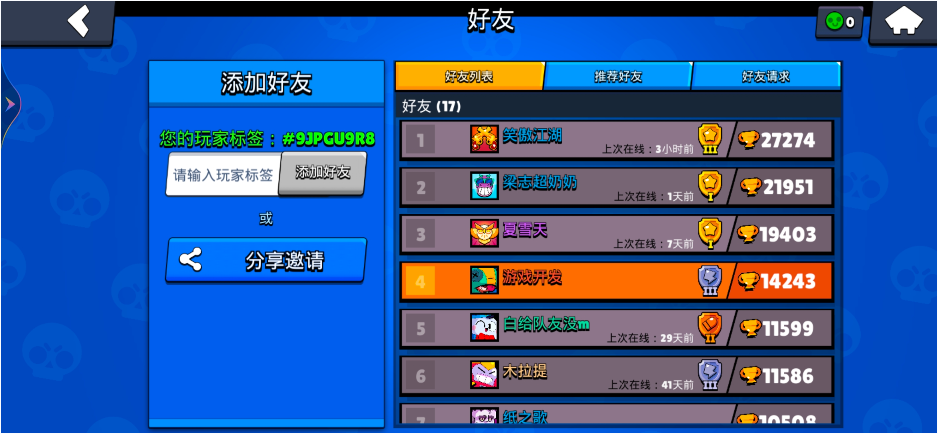 好友
0
添加好友
您的玩家标签：#9JPGU9R8
请输入玩家标签
添加好友
或
分享邀请
好友列表
推荐好友
好友请求
好友 (17)
1 笑傲江湖 上次在线：3小时前 III 27274
2 梁志超奶奶 上次在线：1天前 I 21951
3 夏雪天 上次在线：7天前 I 19403
4 游戏开发 III 14243
5 白给队友没m 上次在线：29天前 II 11599
6 木拉提 上次在线：41天前 III 11586
7 纸之歌 10508